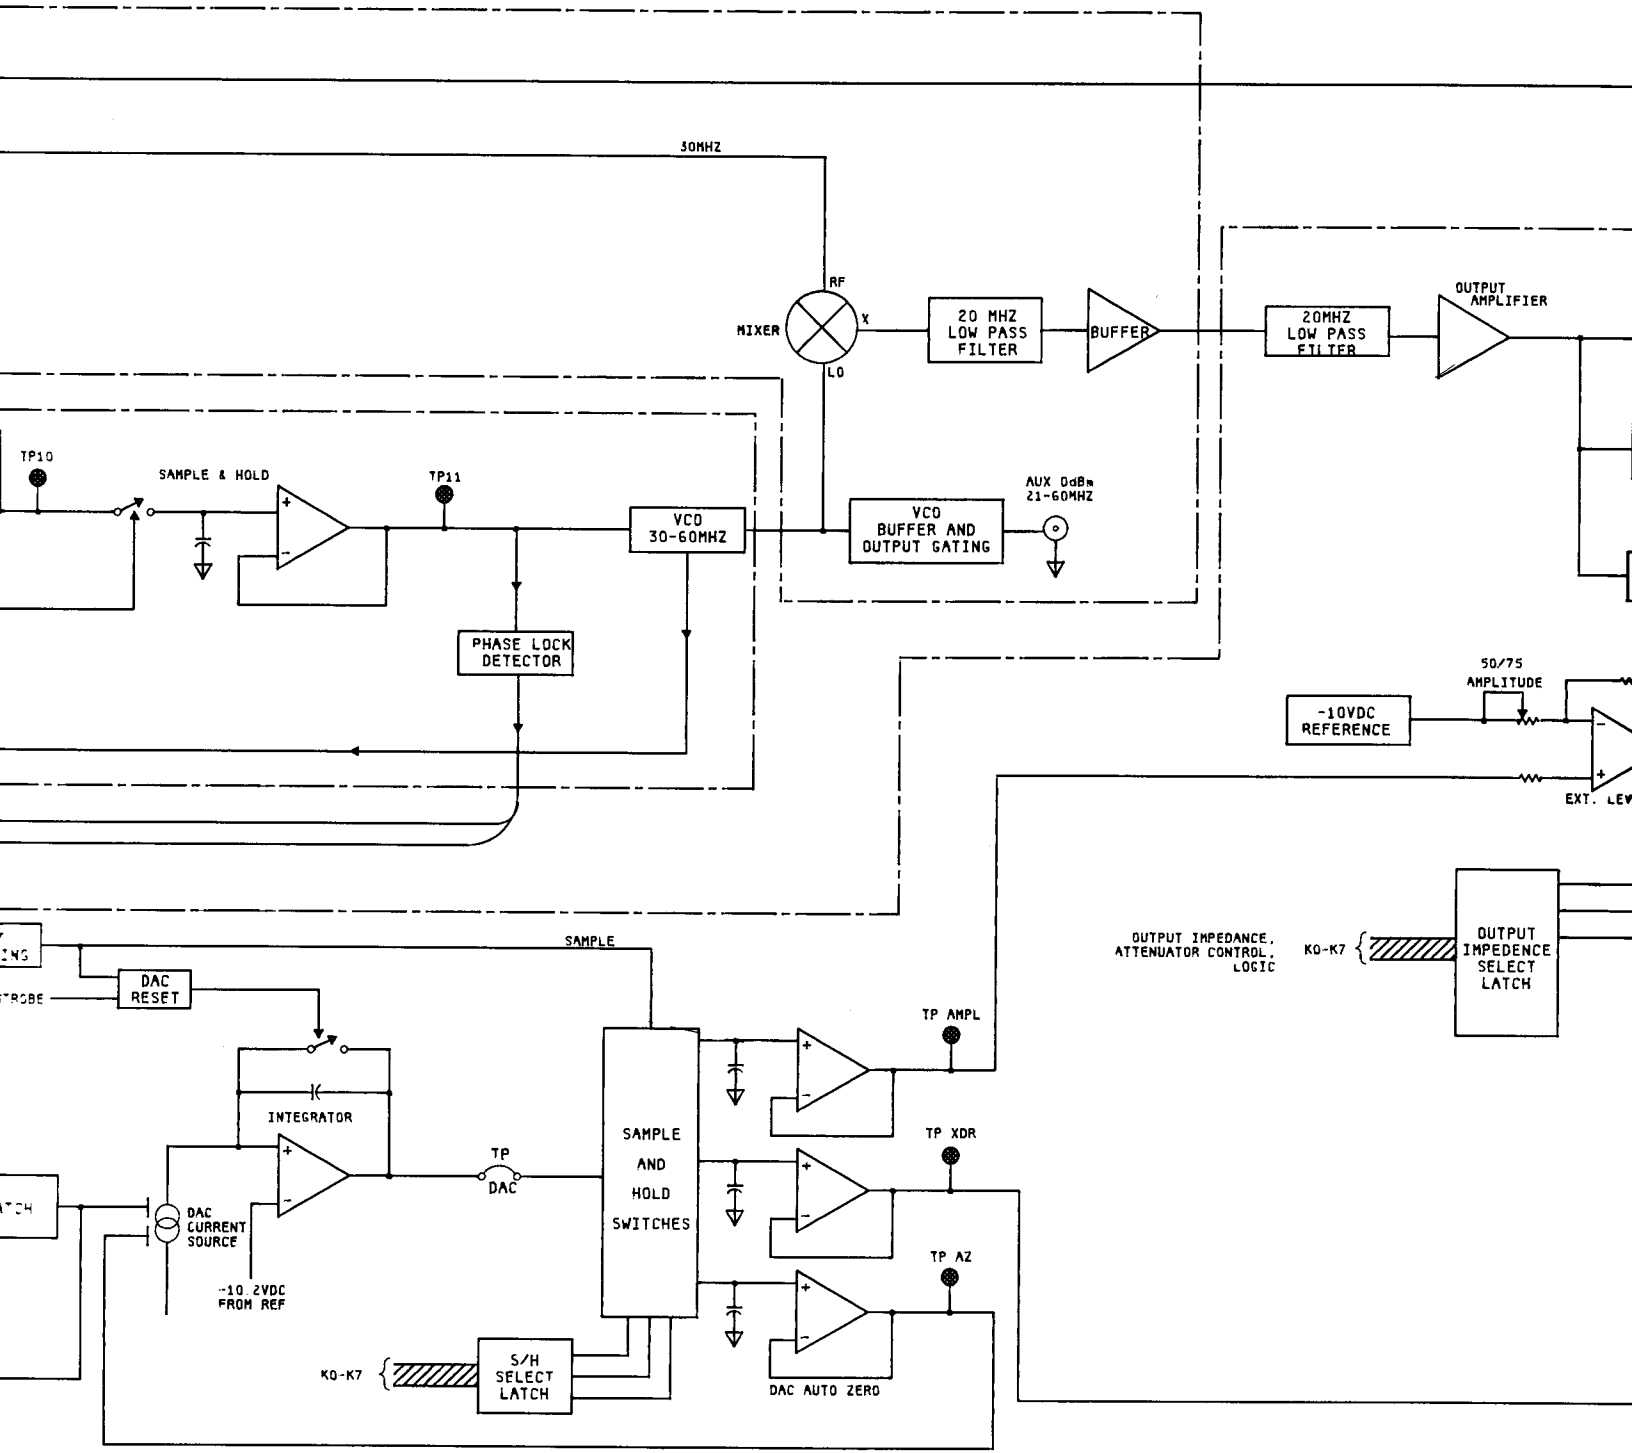 30MHZ
RF
MIXER
X
LO
20 MHZ
LOW PASS
FILTER
BUFFER
20MHZ
LOW PASS
FILTER
OUTPUT
AMPLIFIER
TP10
SAMPLE & HOLD
+
-
TP11
VCO
30-60MHZ
VCO
BUFFER AND
OUTPUT GATING
AUX 0dBm
21-60MHZ
PHASE LOCK
DETECTOR
50/75
AMPLITUDE
-10VDC
REFERENCE
-
+
EXT. LEV
ING
SAMPLE
DAC
RESET
TROBE
OUTPUT IMPEDANCE,
ATTENUATOR CONTROL,
LOGIC
K0-K7
OUTPUT
IMPEDENCE
SELECT
LATCH
INTEGRATOR
+
-
TP
DAC
TCH
DAC
CURRENT
SOURCE
-10.2VDC
FROM REF
SAMPLE
AND
HOLD
SWITCHES
+
-
TP AMPL
+
-
TP XDR
+
-
TP AZ
DAC AUTO ZERO
K0-K7
S/H
SELECT
LATCH